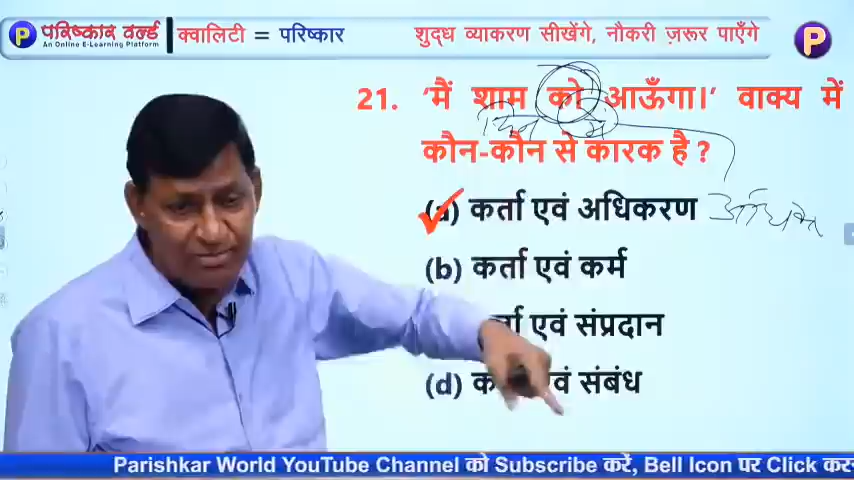 परिष्कार वर्ल्ड
An Online E-Learning Platform
क्वालिटी = परिष्कार
शुद्ध व्याकरण सीखेंगे, नौकरी ज़रूर पाएँगे
21. 'मैं शाम को आऊँगा।' वाक्य में
दिन में
कौन-कौन से कारक है ?
(a) कर्ता एवं अधिकरण
(b) कर्ता एवं कर्म
एवं संप्रदान
(d) एवं संबंध
Parishkar World YouTube Channel को Subscribe करें, Bell Icon पर Click